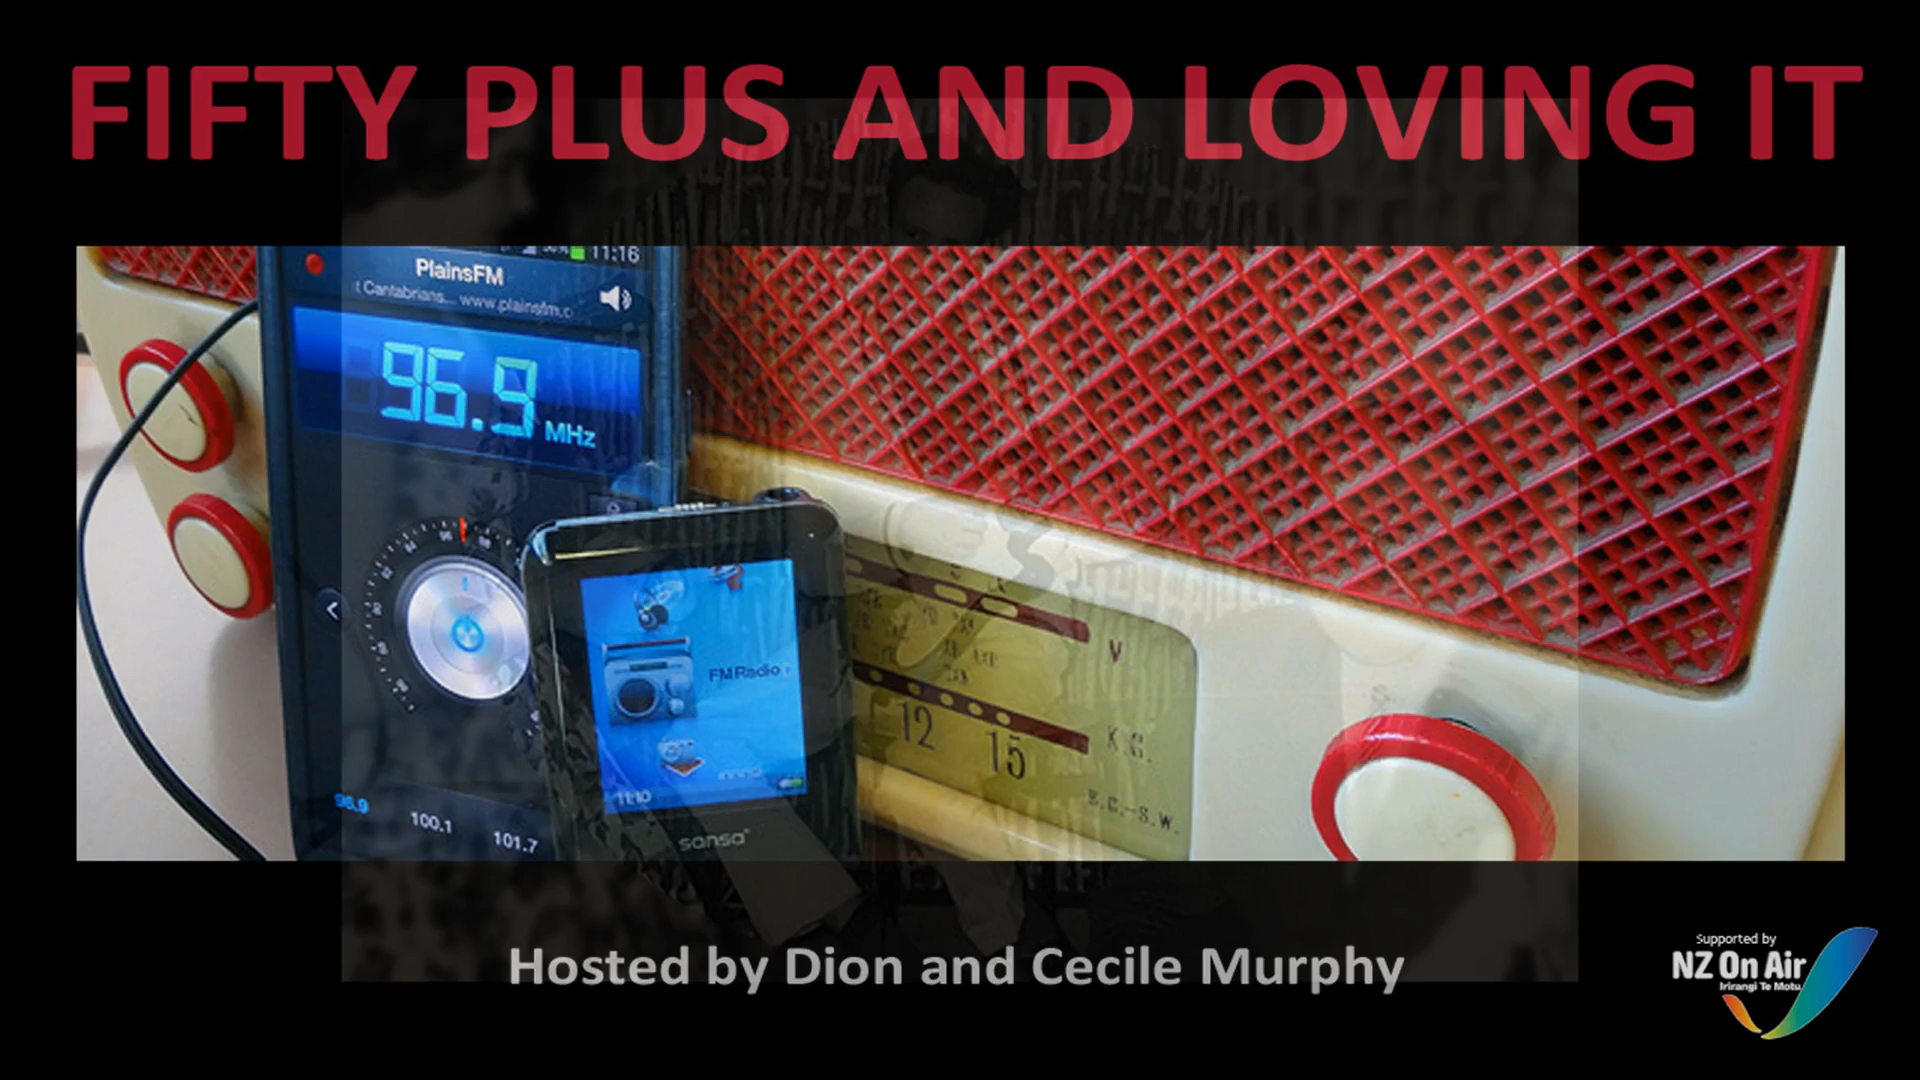 FIFTY PLUS AND LOVING IT
11:16
PlainsFM
t Cantabrians... www.plainsfm.c
96.9 MHz
FM Radio
11:10
sansa
V
12 15 K.C.
B.C.-S.W.
96.9 100.1 101.7
Hosted by Dion and Cecile Murphy
Supported by
NZ On Air
Irirangi Te Motu